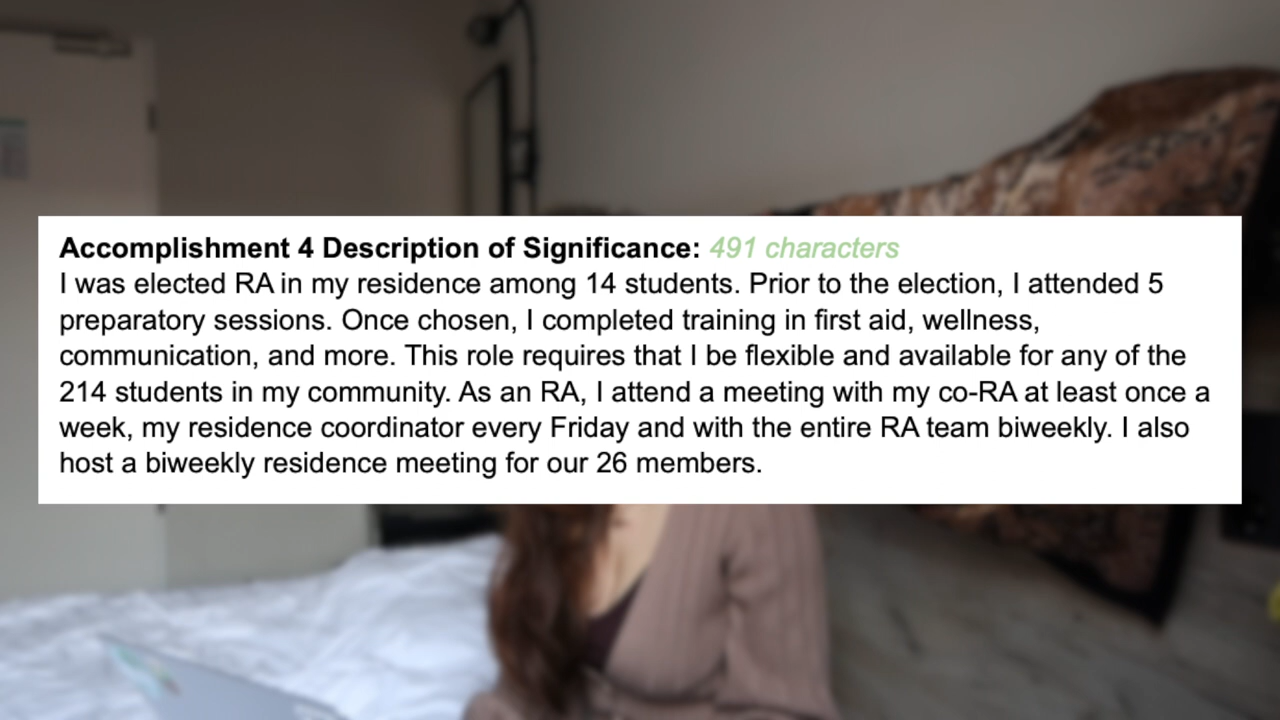 Accomplishment 4 Description of Significance: 491 characters
I was elected RA in my residence among 14 students. Prior to the election, I attended 5
preparatory sessions. Once chosen, I completed training in first aid, wellness,
communication, and more. This role requires that I be flexible and available for any of the
214 students in my community. As an RA, I attend a meeting with my co-RA at least once a
week, my residence coordinator every Friday and with the entire RA team biweekly. I also
host a biweekly residence meeting for our 26 members.